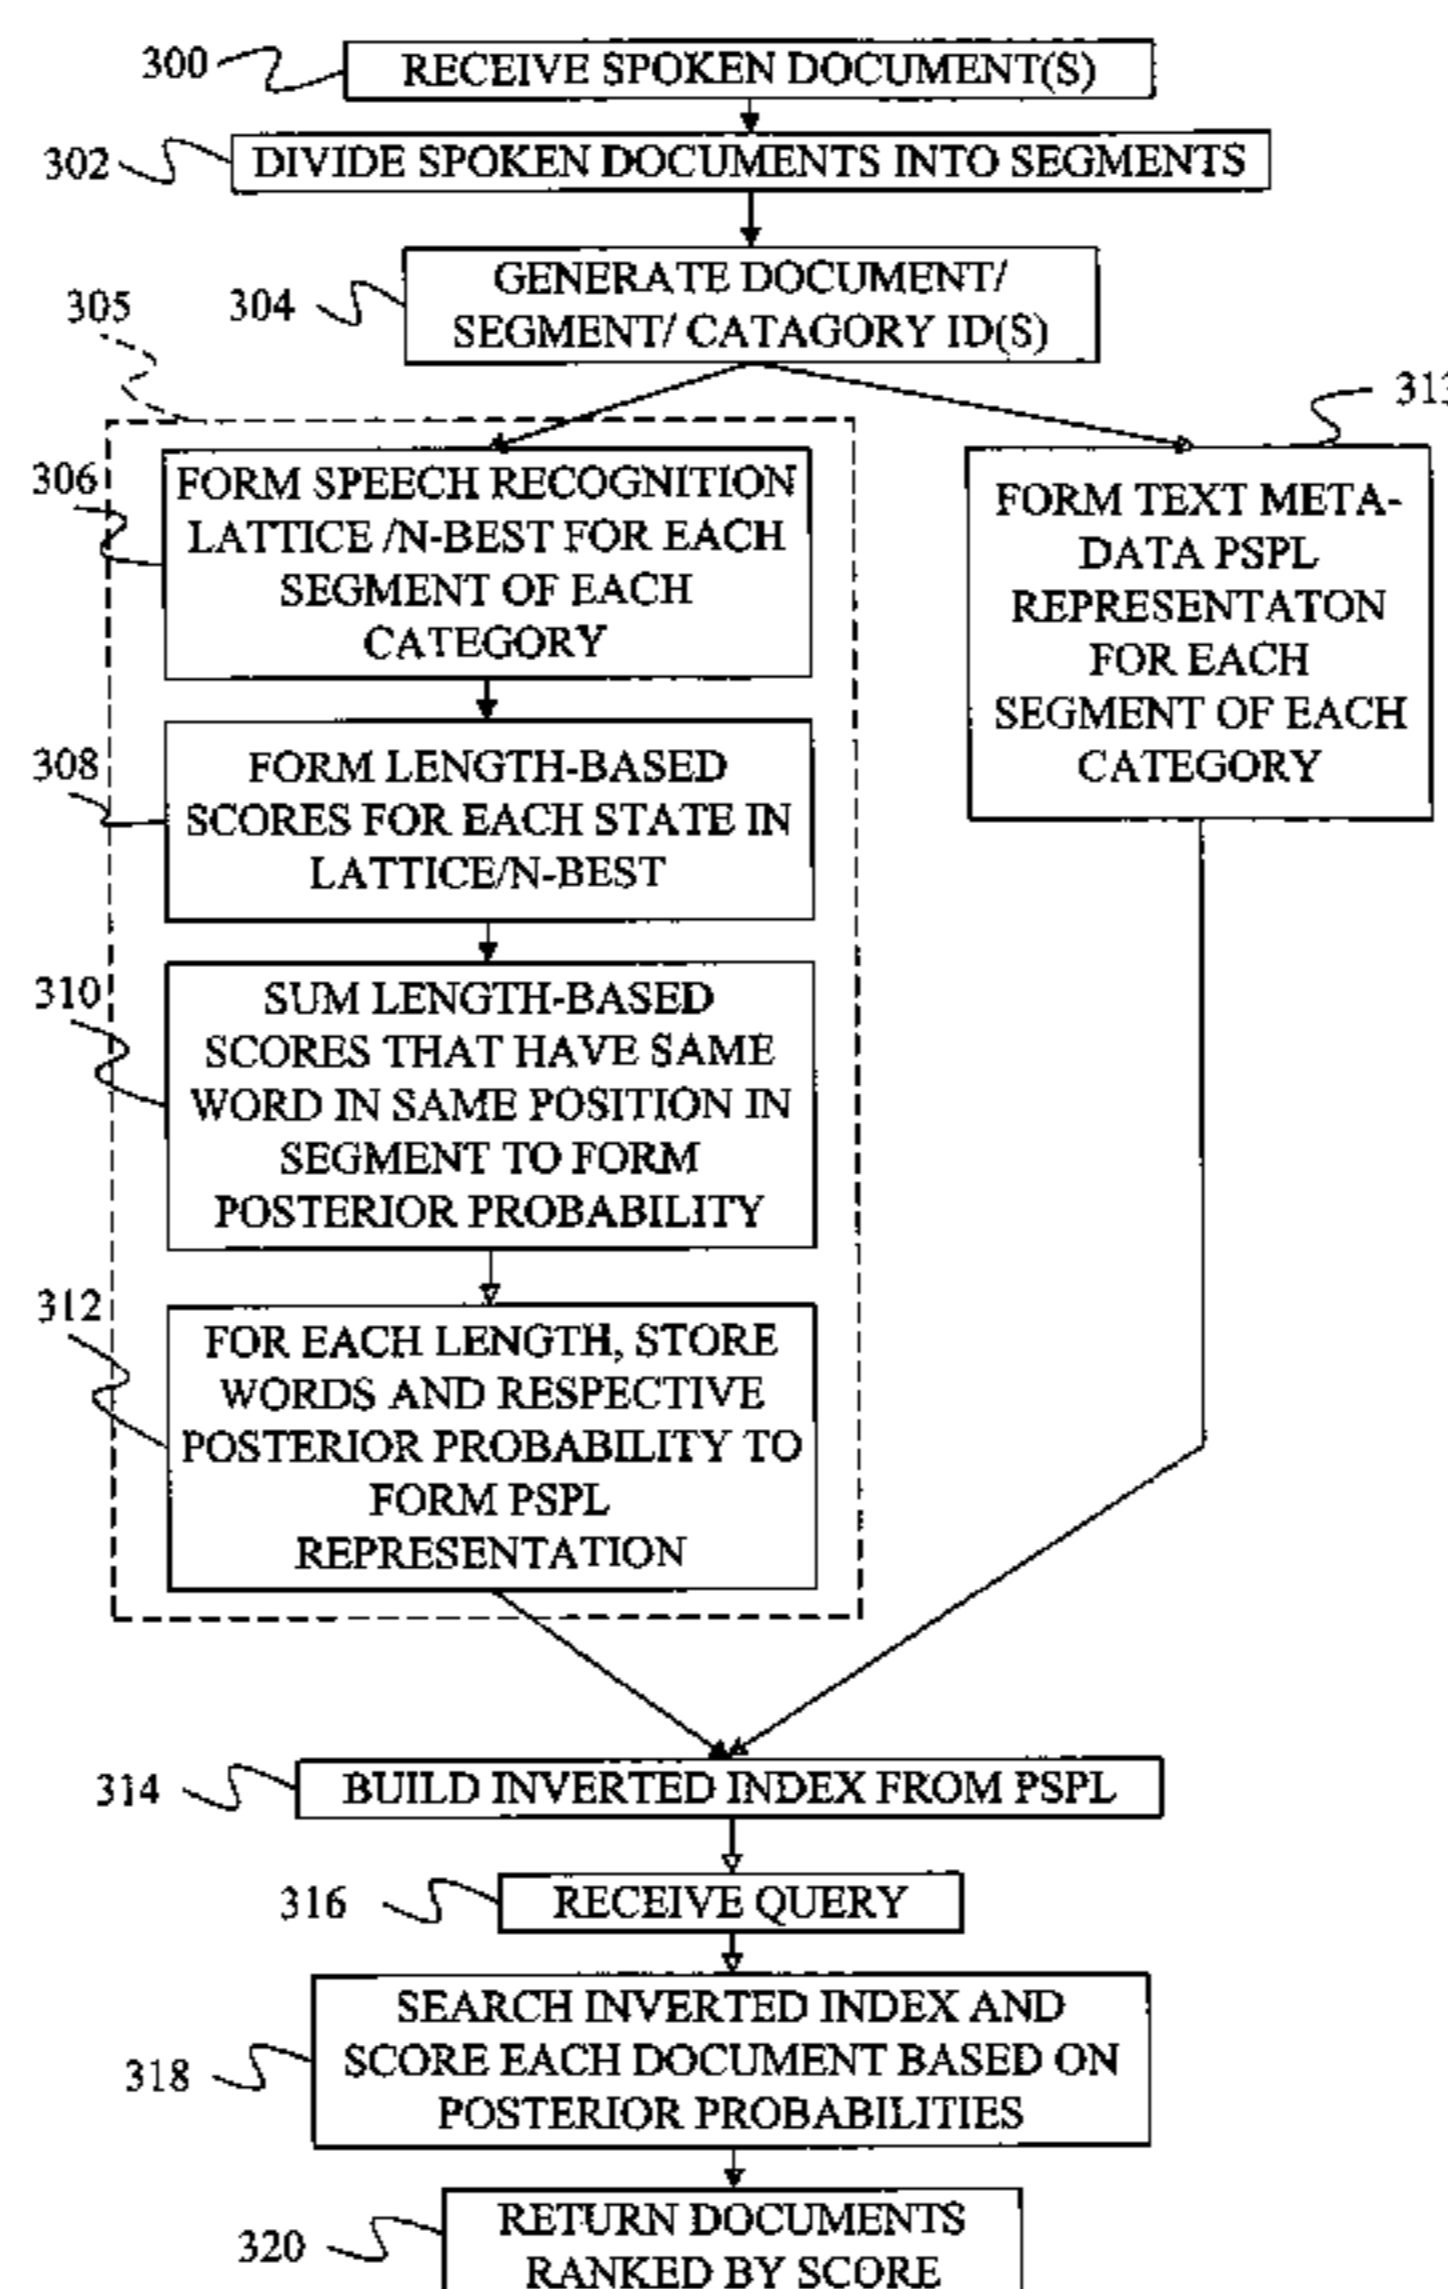 300
RECEIVE SPOKEN DOCUMENT(S)
302
DIVIDE SPOKEN DOCUMENTS INTO SEGMENTS
304
GENERATE DOCUMENT/
SEGMENT/ CATAGORY ID(S)
305
306
FORM SPEECH RECOGNITION
LATTICE /N-BEST FOR EACH
SEGMENT OF EACH
CATEGORY
308
FORM LENGTH-BASED
SCORES FOR EACH STATE IN
LATTICE/N-BEST
310
SUM LENGTH-BASED
SCORES THAT HAVE SAME
WORD IN SAME POSITION IN
SEGMENT TO FORM
POSTERIOR PROBABILITY
312
FOR EACH LENGTH, STORE
WORDS AND RESPECTIVE
POSTERIOR PROBABILITY TO
FORM PSPL
REPRESENTATION
313
FORM TEXT META-
DATA PSPL
REPRESENTATON
FOR EACH
SEGMENT OF EACH
CATEGORY
314
BUILD INVERTED INDEX FROM PSPL
316
RECEIVE QUERY
318
SEARCH INVERTED INDEX AND
SCORE EACH DOCUMENT BASED ON
POSTERIOR PROBABILITIES
320
RETURN DOCUMENTS
RANKED BY SCORE